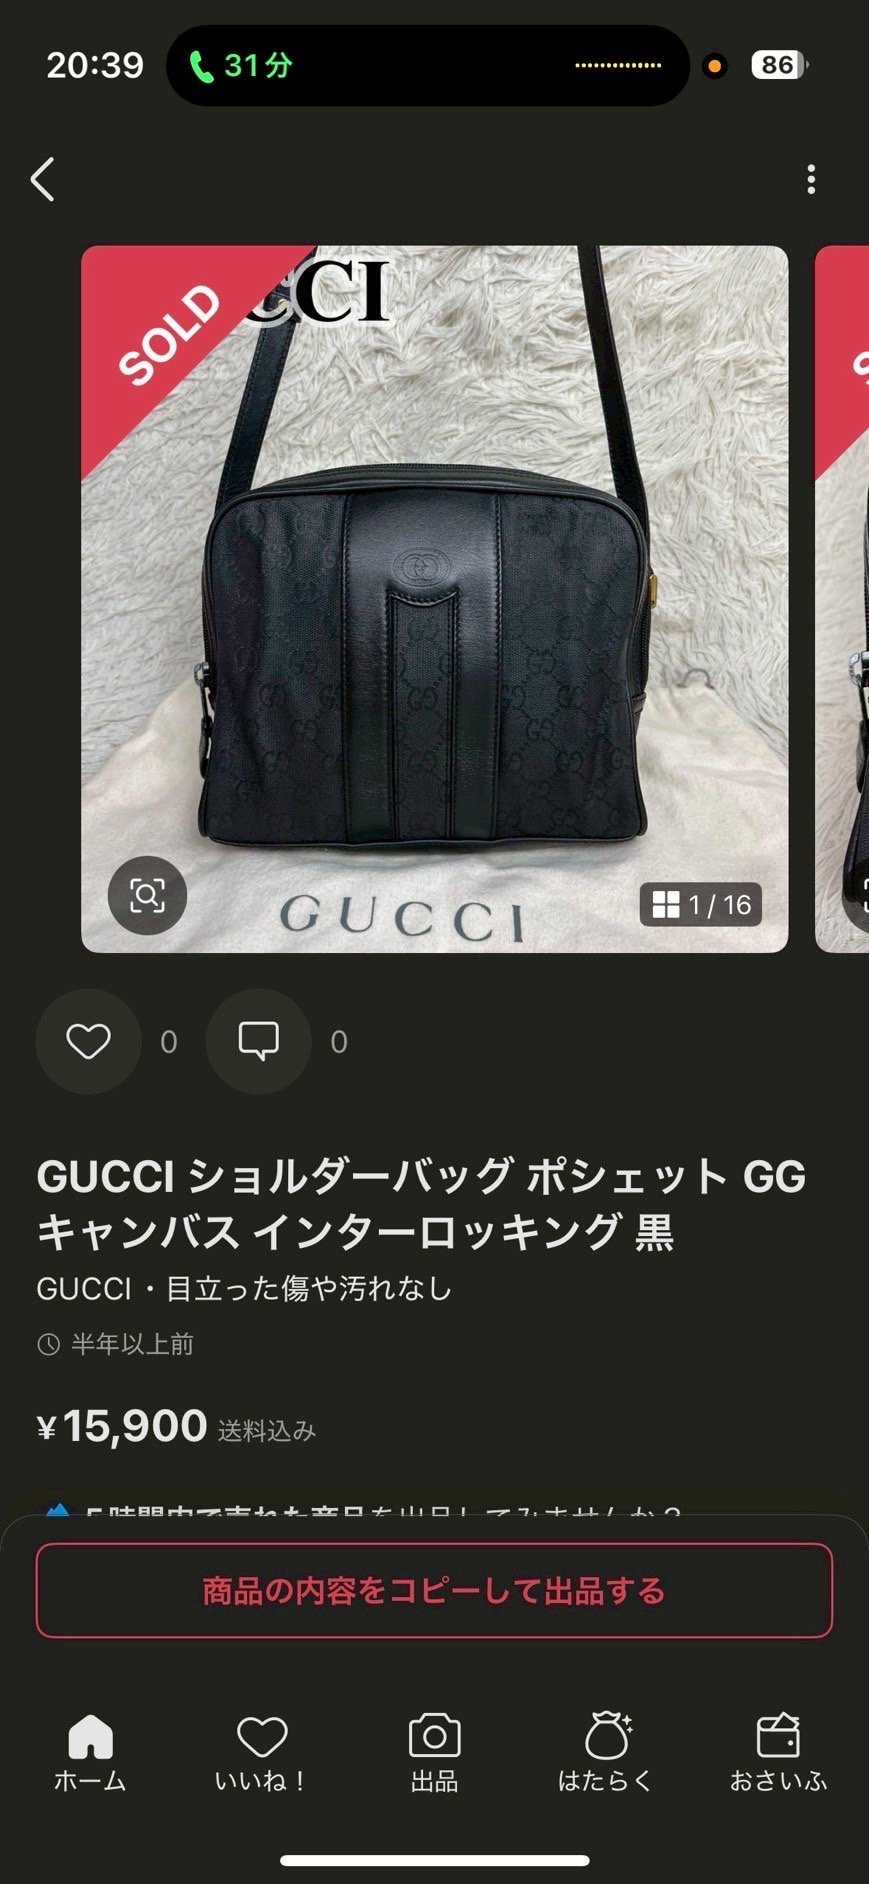 20:39
31分
86
SOLD
CCI
GUCCI
1 / 16
0
0
GUCCI ショルダーバッグ ポシェット GG
キャンバス インターロッキング 黒
GUCCI・目立った傷や汚れなし
半年以上前
¥15,900 送料込み
商品の内容をコピーして出品する
ホーム
いいね！
出品
はたらく
おさいふ